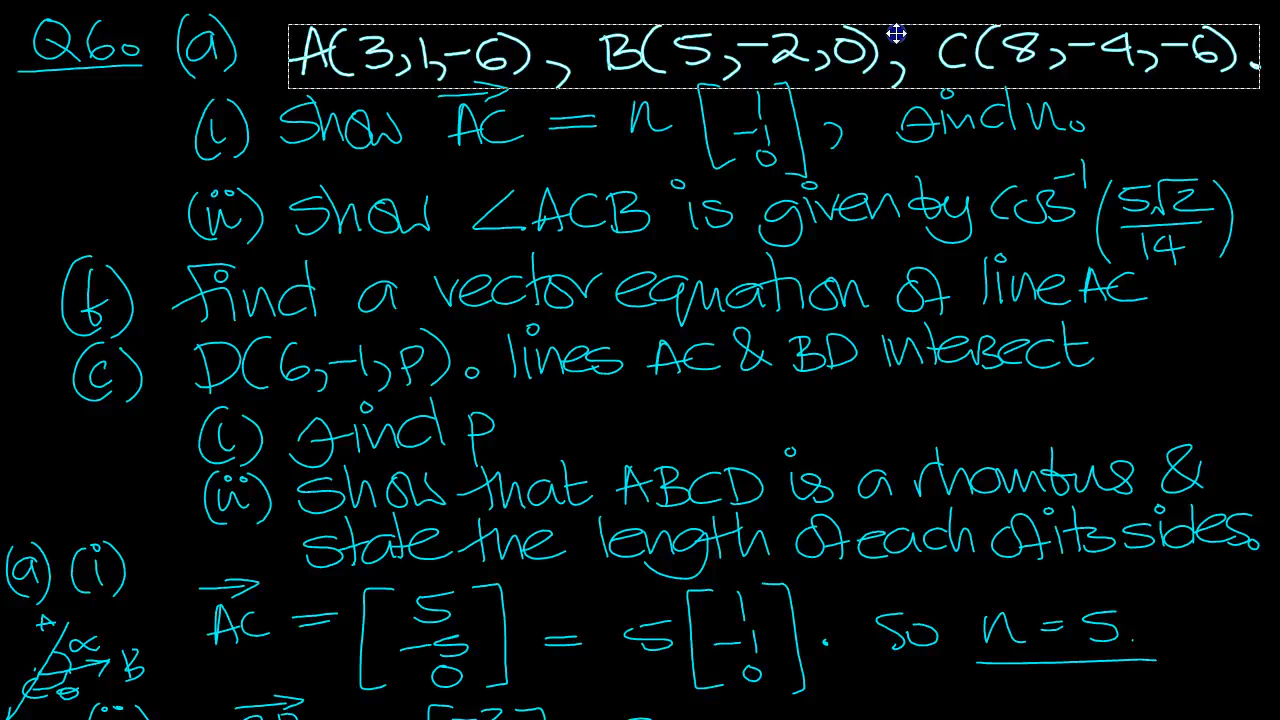 Q6. (a) A(3,1,-6), B(5,-2,0), C(8,-4,-6).
(i) show AC⃗ = n [1 -1 0], find n.
(ii) show ∠ACB is given by cos⁻¹(5√2/14)
(b) Find a vector equation of line AC
(c) D(6,-1,p). lines AC & BD intersect
(i) find p
(ii) show that ABCD is a rhombus &
state the length of each of its sides.
(a) (i)
AC⃗ = [5 -5 0] = 5 [1 -1 0]. so n = 5.
A α B C θ